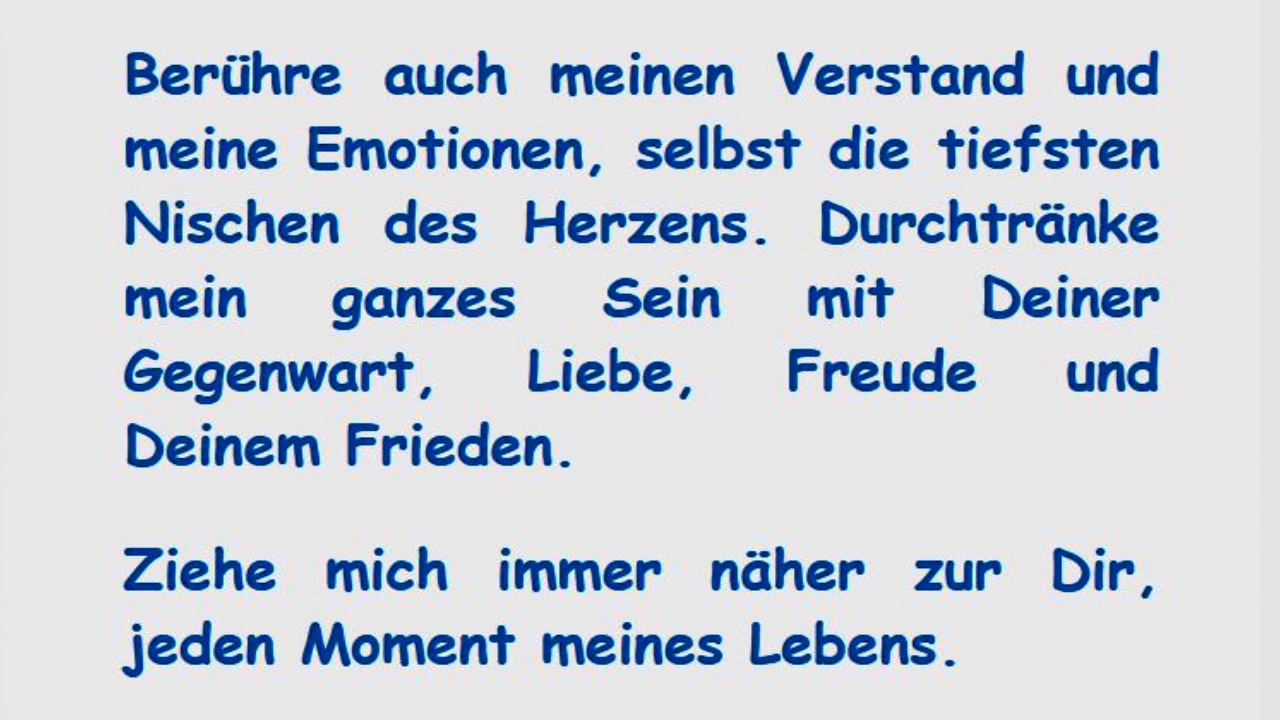 Berühre auch meinen Verstand und
meine Emotionen, selbst die tiefsten
Nischen des Herzens. Durchtränke
mein ganzes Sein mit Deiner
Gegenwart, Liebe, Freude und
Deinem Frieden.
Ziehe mich immer näher zur Dir,
jeden Moment meines Lebens.